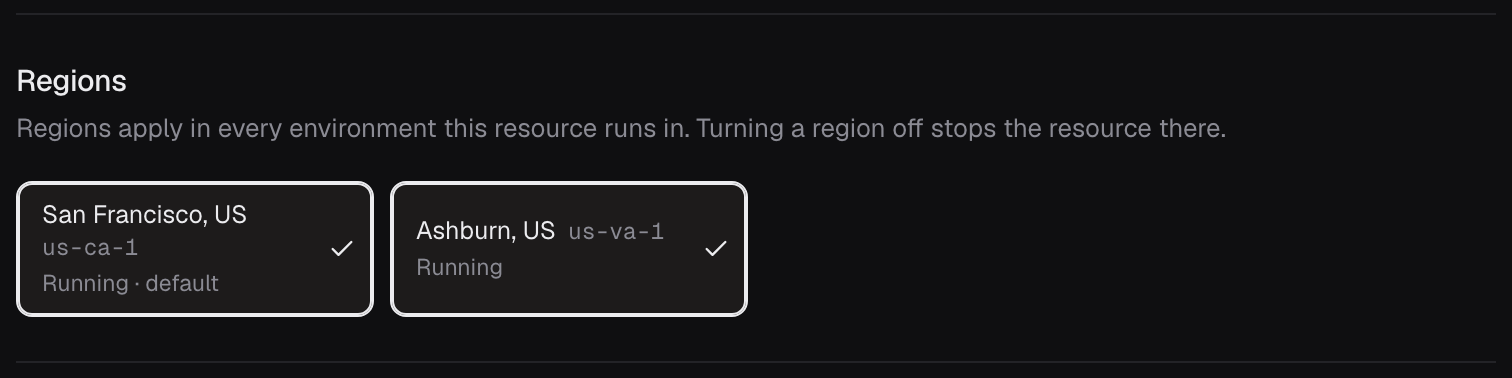 Regions
Regions apply in every environment this resource runs in. Turning a region off stops the resource there.
San Francisco, US
us-ca-1
Running · default
Ashburn, US us-va-1
Running